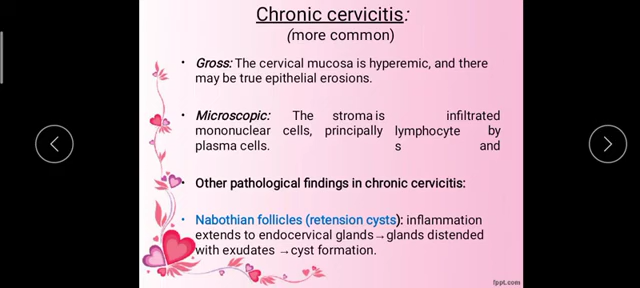 Chronic cervicitis:
(more common)
• Gross: The cervical mucosa is hyperemic, and there
may be true epithelial erosions.
• Microscopic: The stroma is infiltrated
mononuclear cells, principally lymphocyte by
plasma cells. s and
• Other pathological findings in chronic cervicitis:
• Nabothian follicles (retension cysts): inflammation
extends to endocervical glands→glands distended
with exudates →cyst formation.
fppt.com